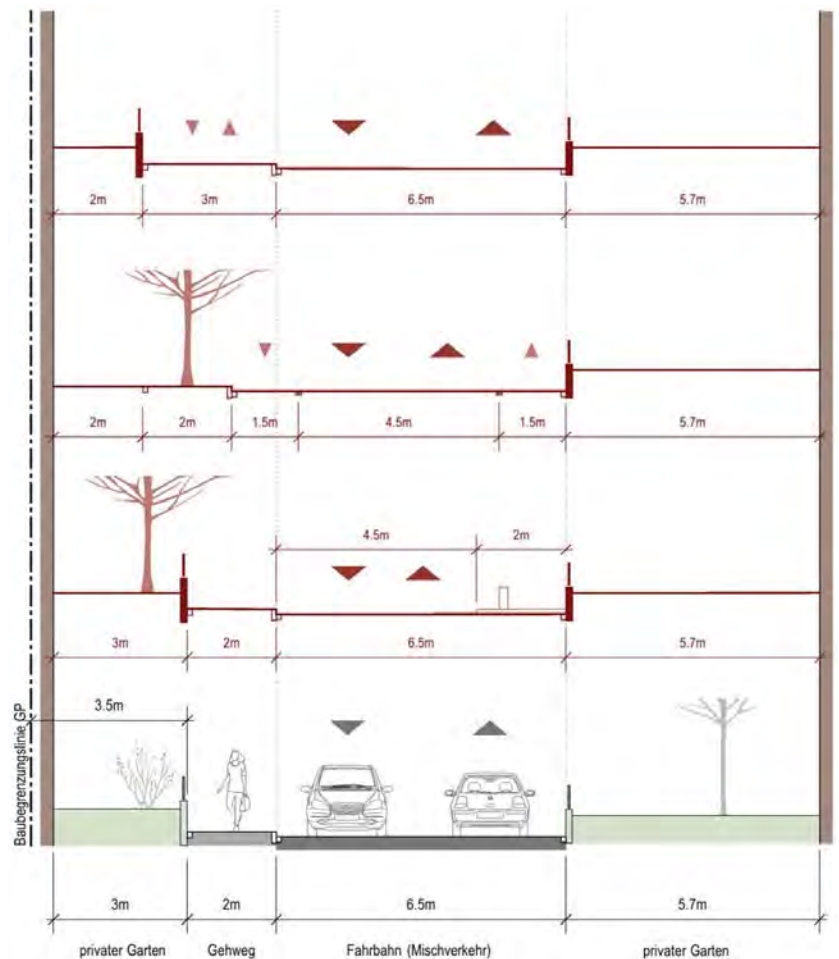 2m 3m 6.5m 5.7m
2m 2m 1.5m 4.5m 1.5m 5.7m
4.5m 2m
3m 2m 6.5m 5.7m
Baubegrenzungslinie GP
3.5m
3m 2m 6.5m 5.7m
privater Garten Gehweg Fahrbahn (Mischverkehr) privater Garten